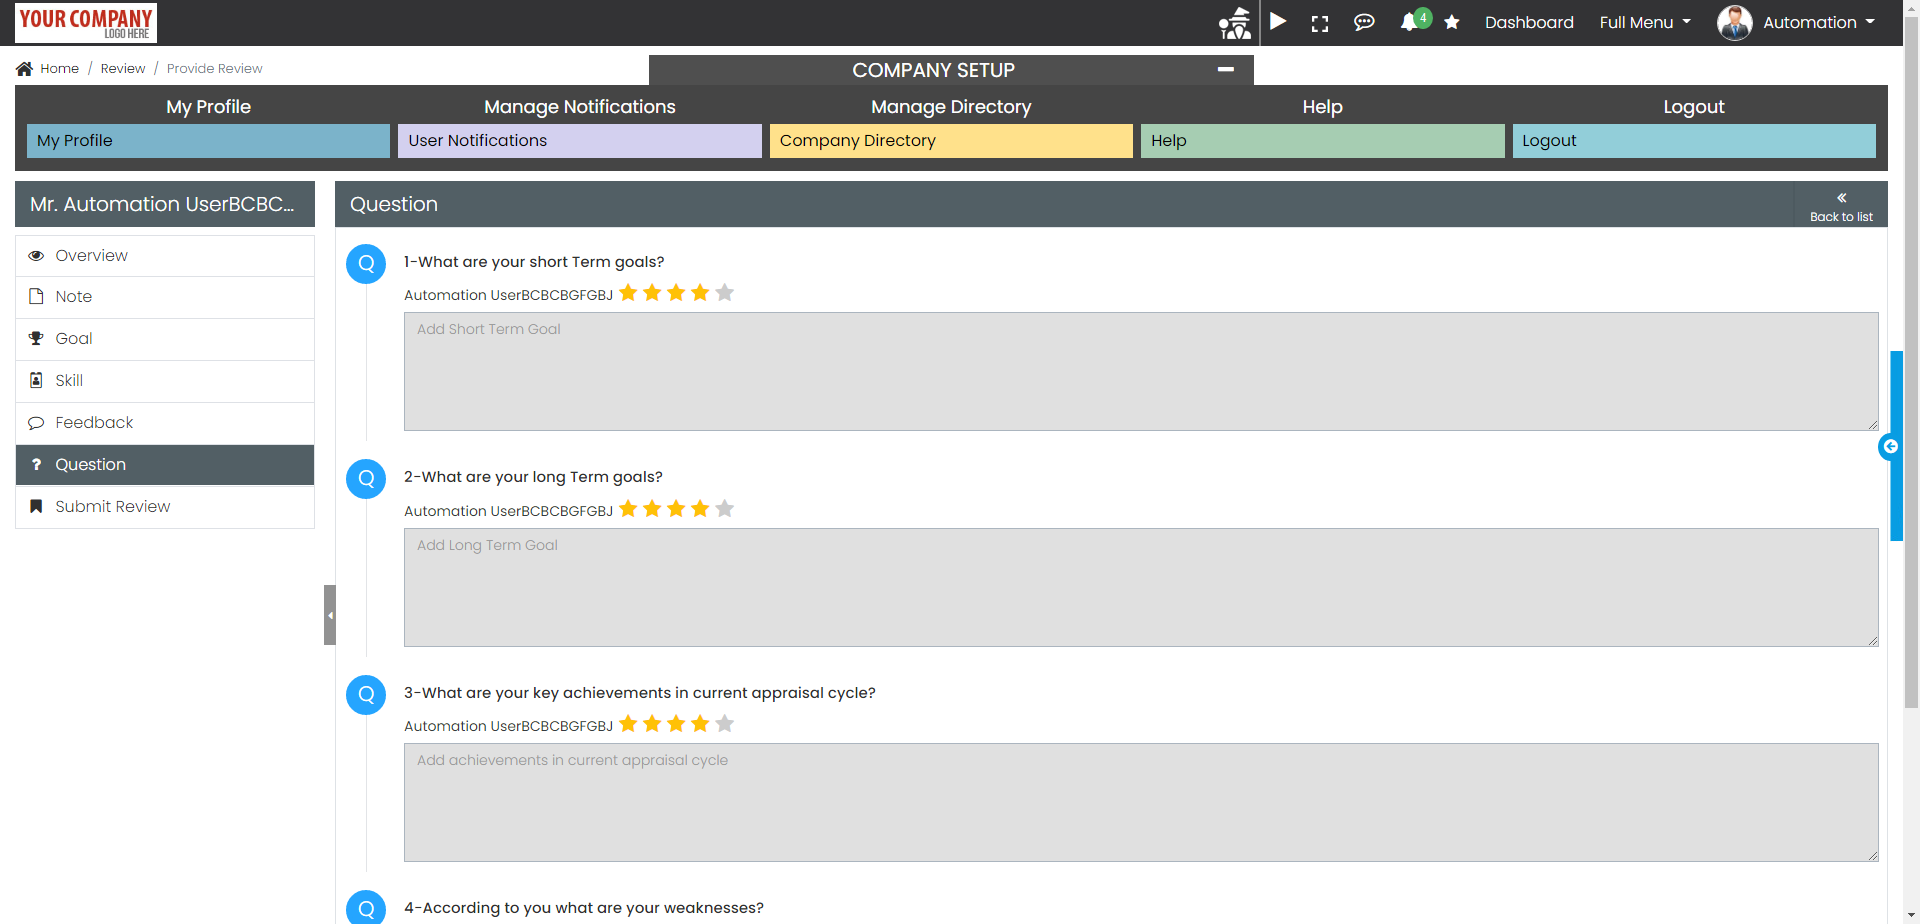 YOUR COMPANY
LOGO HERE
4
Dashboard
Full Menu
Automation
Home / Review / Provide Review
COMPANY SETUP
My Profile
Manage Notifications
Manage Directory
Help
Logout
My Profile
User Notifications
Company Directory
Help
Logout
Mr. Automation UserBCBC...
Overview
Note
Goal
Skill
Feedback
? Question
Submit Review
Question
Back to list
Q
1-What are your short Term goals?
Automation UserBCBCBGFGBJ
Add Short Term Goal
Q
2-What are your long Term goals?
Automation UserBCBCBGFGBJ
Add Long Term Goal
Q
3-What are your key achievements in current appraisal cycle?
Automation UserBCBCBGFGBJ
Add achievements in current appraisal cycle
Q
4-According to you what are your weaknesses?